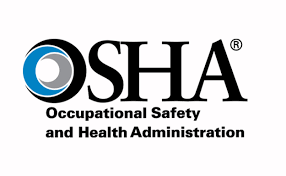 OSHA®
Occupational Safety
and Health Administration